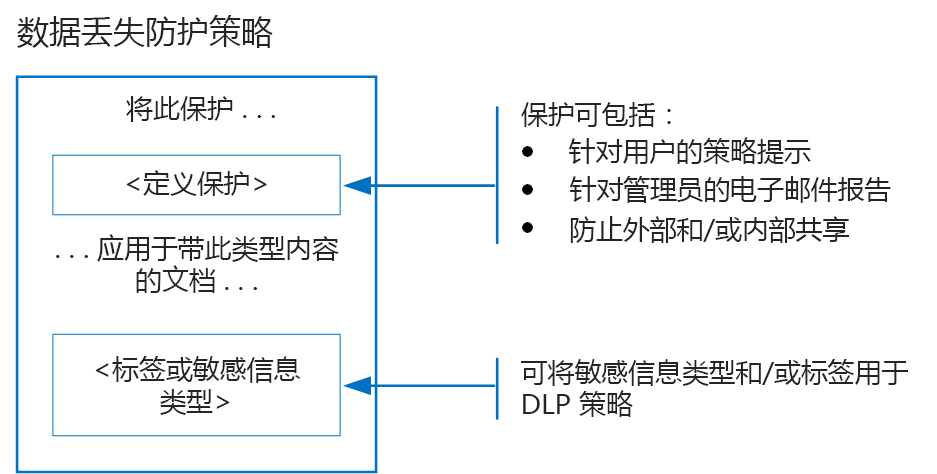 数据丢失防护策略
将此保护 . . .
<定义保护>
. . . 应用于带此类型内容
的文档 . . .
<标签或敏感信息
类型>
保护可包括：
• 针对用户的策略提示
• 针对管理员的电子邮件报告
• 防止外部和/或内部共享
可将敏感信息类型和/或标签用于
DLP 策略